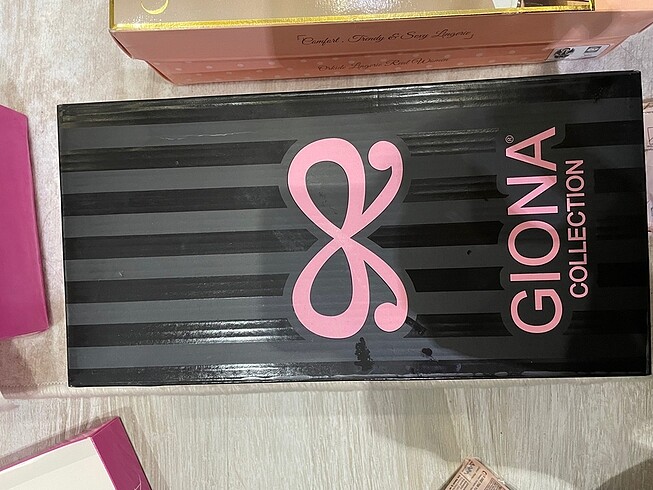 Comfort . Trendy & Sexy Lingerie
GIONA®
COLLECTION